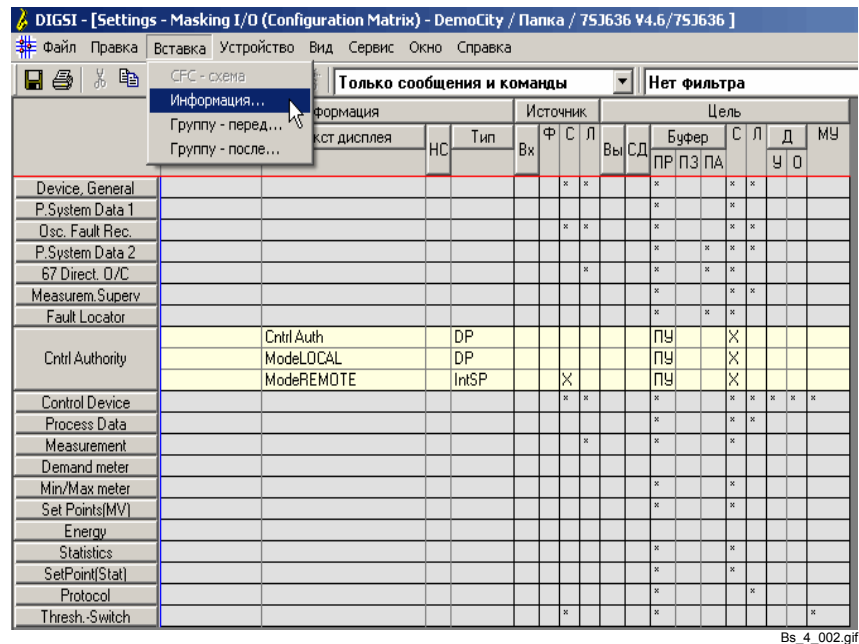 DIGSI - [Settings - Masking I/O (Configuration Matrix) - DemoCity / Папка / 7SJ636 V4.6/7SJ636 ]
Файл Правка Вставка Устройство Вид Сервис Окно Справка
CFC - схема
Информация...
Группу - перед...
Группу - после...
Только сообщения и команды
Нет фильтра
формация Источник Цель
кст дисплея НС Тип Вх Ф С Л Вы СД Буфер С Л Д МУ
ПР ПЗ ПА У О
Device, General × × × × ×
P.System Data 1 × ×
Osc. Fault Rec. × × × × ×
P.System Data 2 × × × ×
67 Direct. O/C × × × ×
Measurem.Superv × × ×
Fault Locator × × ×
Cntrl Authority
Cntrl Auth DP ПУ X
ModeLOCAL DP ПУ X
ModeREMOTE IntSP X ПУ X
Control Device × × × × × × × ×
Process Data × × ×
Measurement × × ×
Demand meter
Min/Max meter × ×
Set Points(MV) × ×
Energy
Statistics × ×
SetPoint(Stat) × ×
Protocol × ×
Thresh.-Switch × × ×
Bs_4_002.gif